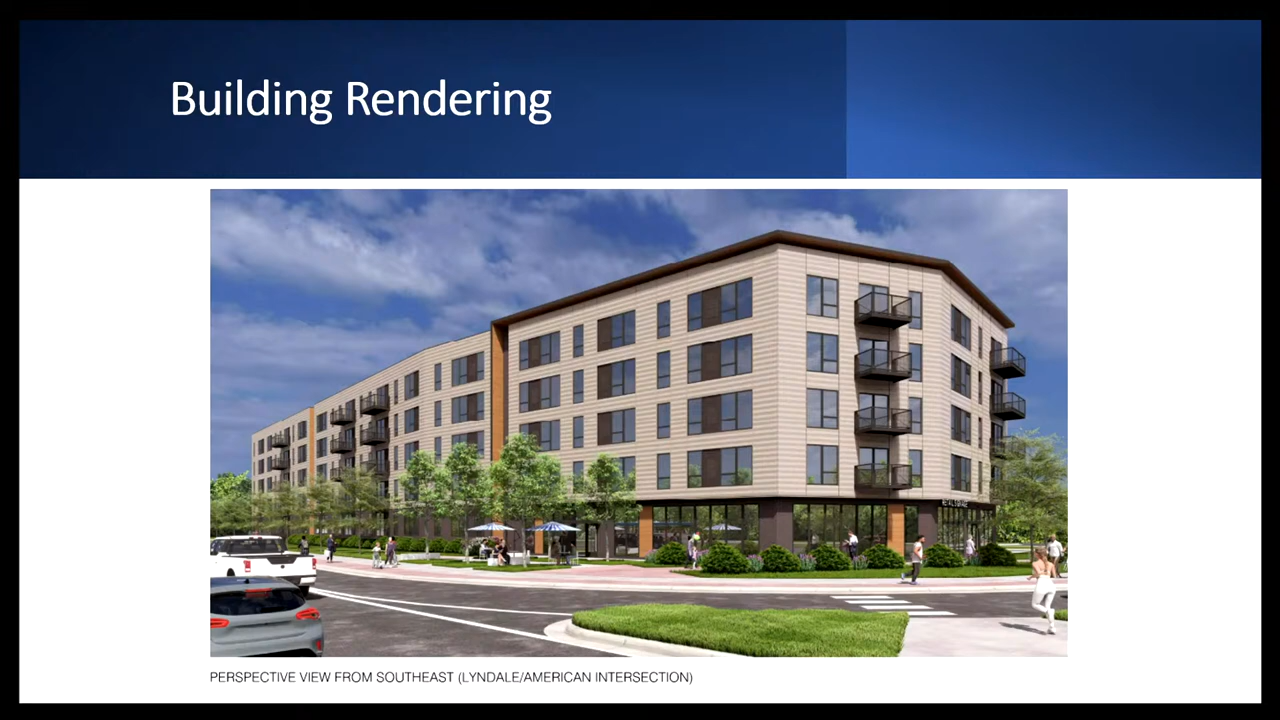 Building Rendering
PERSPECTIVE VIEW FROM SOUTHEAST (LYNDALE/AMERICAN INTERSECTION)